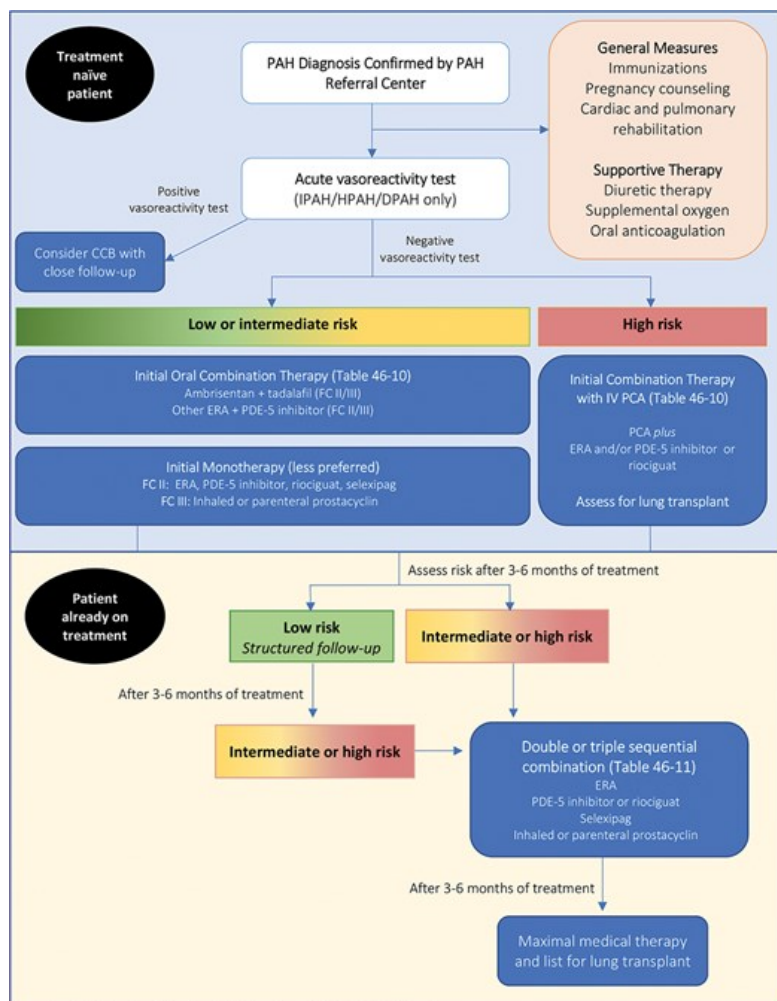 Treatment
naïve
patient
PAH Diagnosis Confirmed by PAH
Referral Center
General Measures
Immunizations
Pregnancy counseling
Cardiac and pulmonary
rehabilitation
Supportive Therapy
Diuretic therapy
Supplemental oxygen
Oral anticoagulation
Acute vasoreactivity test
(IPAH/HPAH/DPAH only)
Positive
vasoreactivity test
Consider CCB with
close follow-up
Negative
vasoreactivity test
Low or intermediate risk
High risk
Initial Oral Combination Therapy (Table 46-10)
Ambrisentan + tadalafil (FC II/III)
Other ERA + PDE-5 inhibitor (FC II/III)
Initial Monotherapy (less preferred)
FC II: ERA, PDE-5 inhibitor, riociguat, selexipag
FC III: Inhaled or parenteral prostacyclin
Initial Combination Therapy
with IV PCA (Table 46-10)
PCA plus
ERA and/or PDE-5 inhibitor or
riociguat
Assess for lung transplant
Patient
already on
treatment
Assess risk after 3-6 months of treatment
Low risk
Structured follow-up
Intermediate or high risk
After 3-6 months of treatment
Intermediate or high risk
Double or triple sequential
combination (Table 46-11)
ERA
PDE-5 inhibitor or riociguat
Selexipag
Inhaled or parenteral prostacyclin
After 3-6 months of treatment
Maximal medical therapy
and list for lung transplant